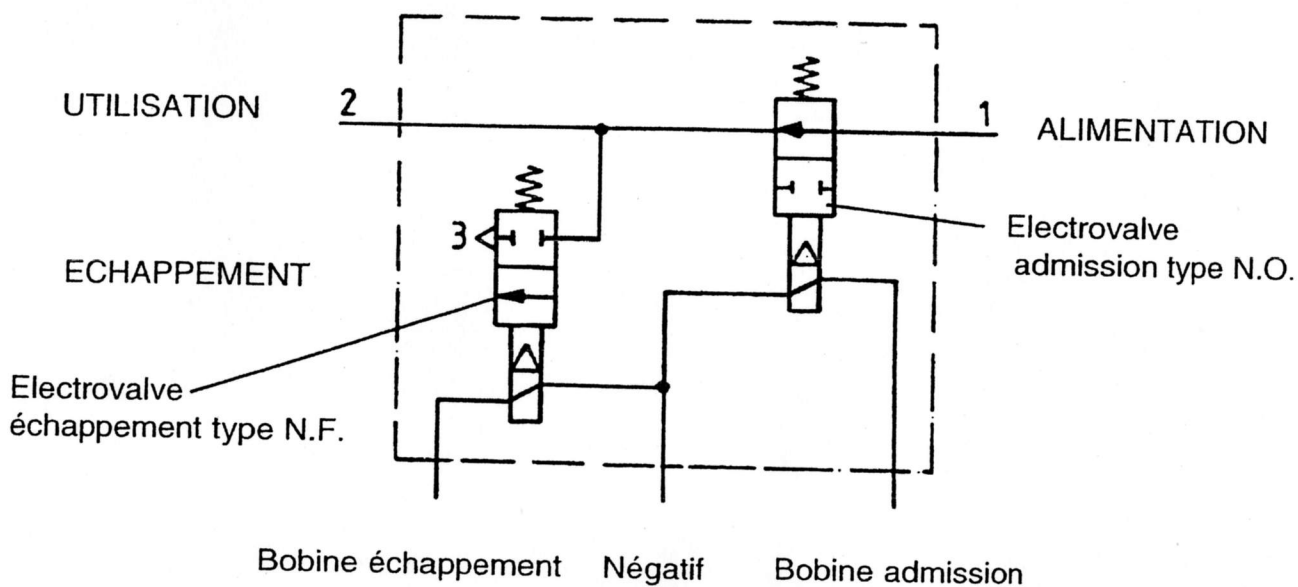 UTILISATION
2
1
ALIMENTATION
3
ECHAPPEMENT
Electrovalve
admission type N.O.
Electrovalve
échappement type N.F.
Bobine échappement
Négatif
Bobine admission